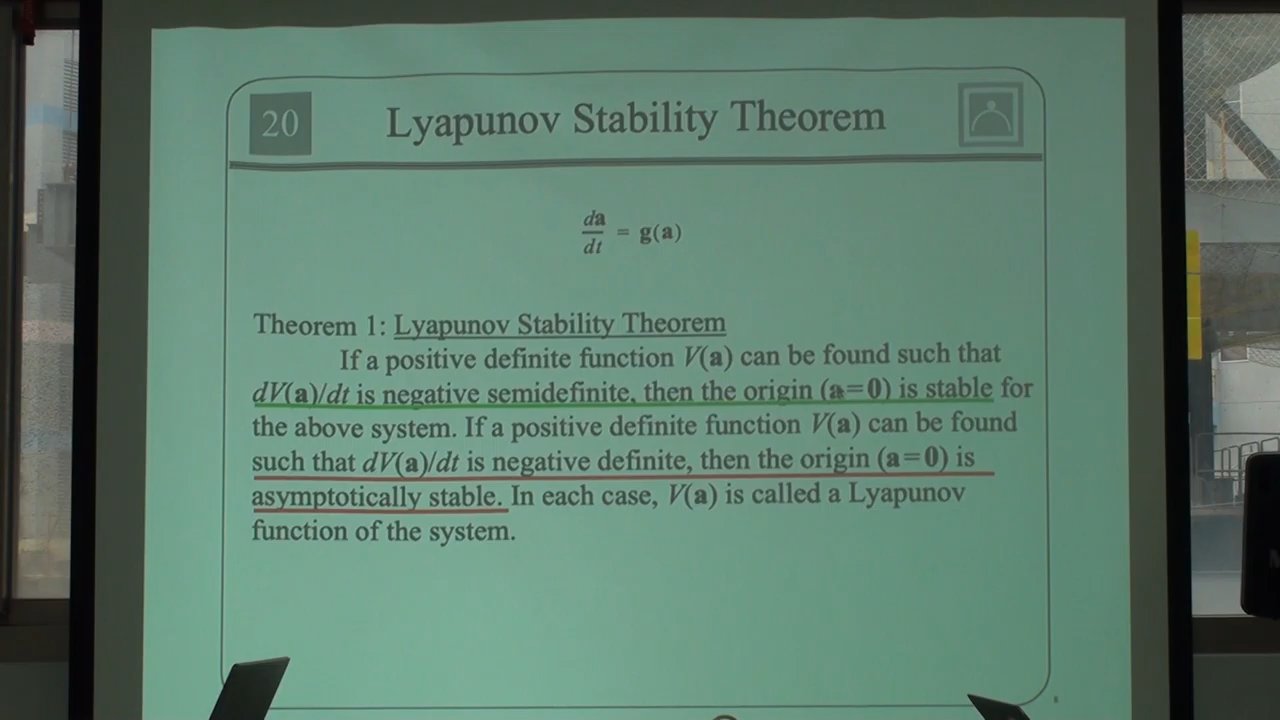 20
Lyapunov Stability Theorem
da/dt = g(a)
Theorem 1: Lyapunov Stability Theorem
If a positive definite function V(a) can be found such that
dV(a)/dt is negative semidefinite, then the origin (a=0) is stable for
the above system. If a positive definite function V(a) can be found
such that dV(a)/dt is negative definite, then the origin (a=0) is
asymptotically stable. In each case, V(a) is called a Lyapunov
function of the system.